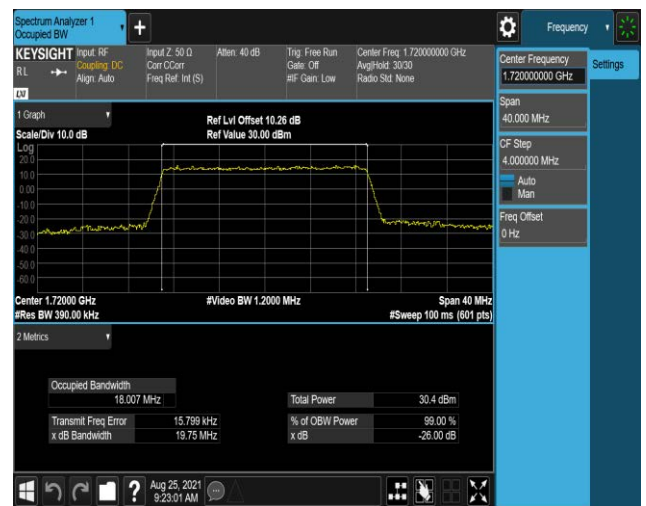 Spectrum Analyzer 1
Occupied BW
Frequency
KEYSIGHT
RL
LXI
Input: RF
Coupling: DC
Align: Auto
Input Z: 50 Ω
Corr CCorr
Freq Ref: Int (S)
Atten: 40 dB
Trig: Free Run
Gate: Off
#IF Gain: Low
Center Freq: 1.720000000 GHz
Avg|Hold: 30/30
Radio Std: None
Center Frequency
1.720000000 GHz
Settings
Span
40.000 MHz
CF Step
4.000000 MHz
Auto
Man
Freq Offset
0 Hz
1 Graph
Scale/Div 10.0 dB
Ref Lvl Offset 10.26 dB
Ref Value 30.00 dBm
Log
20.0
10.0
0.00
-10.0
-20.0
-30.0
-40.0
-50.0
-60.0
Center 1.72000 GHz
#Video BW 1.2000 MHz
Span 40 MHz
#Res BW 390.00 kHz
#Sweep 100 ms (601 pts)
2 Metrics
Occupied Bandwidth
18.007 MHz
Total Power 30.4 dBm
Transmit Freq Error 15.799 kHz
% of OBW Power 99.00 %
x dB Bandwidth 19.75 MHz
x dB -26.00 dB
Aug 25, 2021
9:23:01 AM